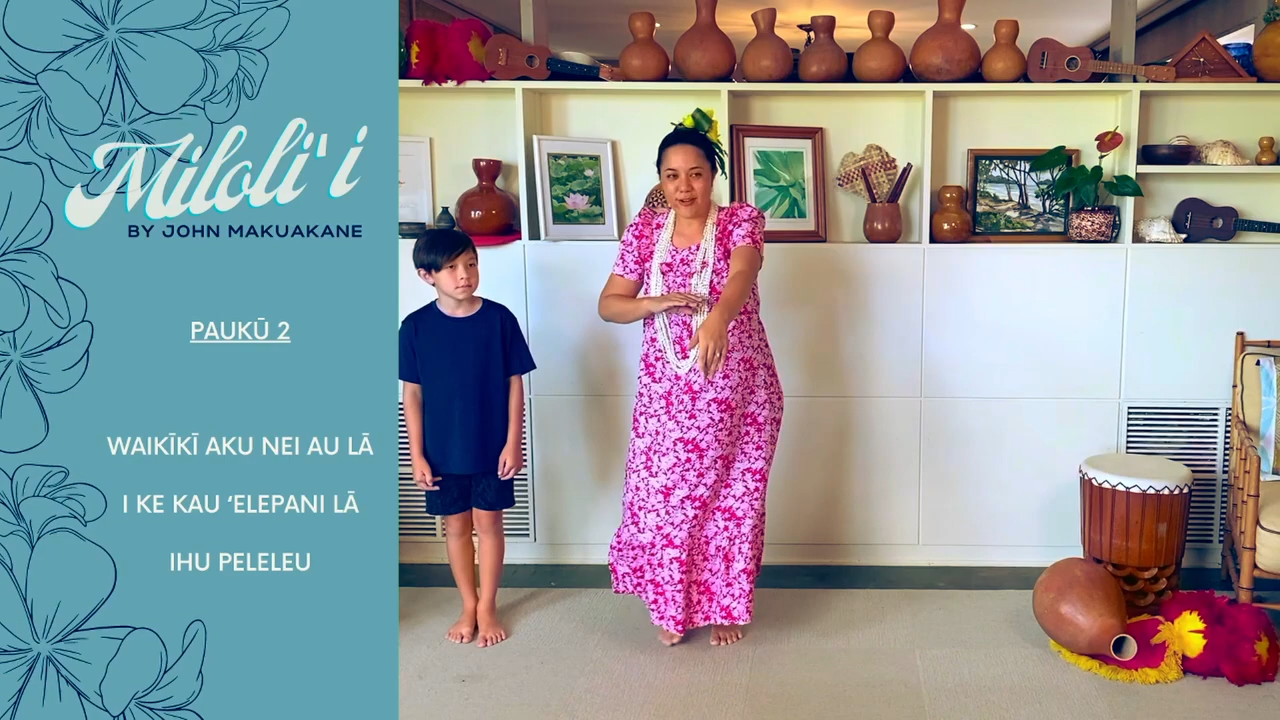 Miloli'i
BY JOHN MAKUAKANE
PAUKŪ 2
WAIKĪKĪ AKU NEI AU LĀ
I KE KAU ʻELEPANI LĀ
IHU PELELEU